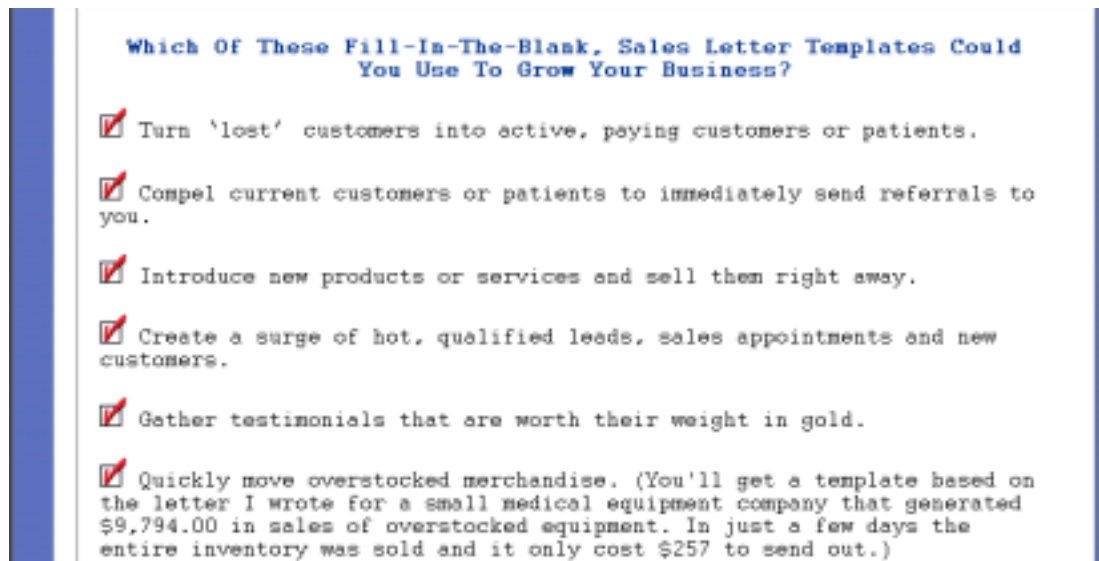 Which Of These Fill-In-The-Blank, Sales Letter Templates Could
You Use To Grow Your Business?
Turn 'lost' customers into active, paying customers or patients.
Compel current customers or patients to immediately send referrals to
you.
Introduce new products or services and sell them right away.
Create a surge of hot, qualified leads, sales appointments and new
customers.
Gather testimonials that are worth their weight in gold.
Quickly move overstocked merchandise. (You'll get a template based on
the letter I wrote for a small medical equipment company that generated
$9,794.00 in sales of overstocked equipment. In just a few days the
entire inventory was sold and it only cost $257 to send out.)